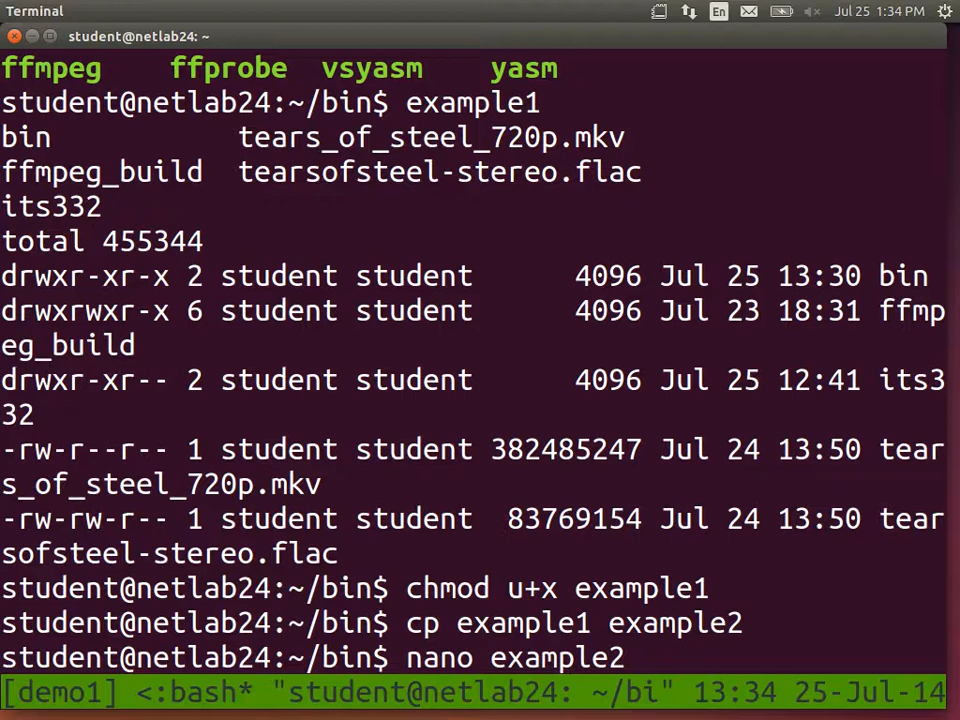 Terminal En Jul 25 1:34 PM
student@netlab24: ~
ffmpeg ffprobe vsyasm yasm
student@netlab24:~/bin$ example1
bin tears_of_steel_720p.mkv
ffmpeg_build tearsofsteel-stereo.flac
its332
total 455344
drwxr-xr-x 2 student student 4096 Jul 25 13:30 bin
drwxrwxr-x 6 student student 4096 Jul 23 18:31 ffmp
eg_build
drwxr-xr-- 2 student student 4096 Jul 25 12:41 its3
32
-rw-r--r-- 1 student student 382485247 Jul 24 13:50 tear
s_of_steel_720p.mkv
-rw-rw-r-- 1 student student 83769154 Jul 24 13:50 tear
sofsteel-stereo.flac
student@netlab24:~/bin$ chmod u+x example1
student@netlab24:~/bin$ cp example1 example2
student@netlab24:~/bin$ nano example2
[demo1] <:bash* "student@netlab24: ~/bi" 13:34 25-Jul-14